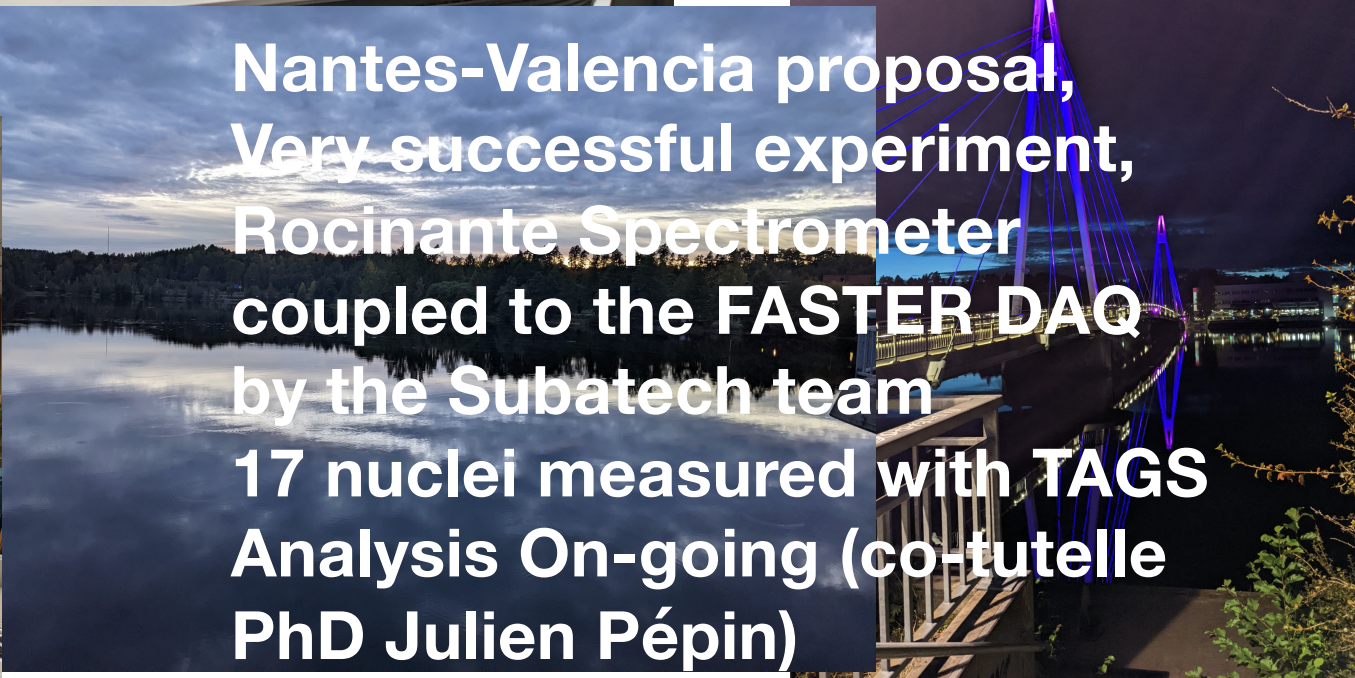 Nantes-Valencia proposal,
Very successful experiment,
Rocinante Spectrometer
coupled to the FASTER DAQ
by the Subatech team
17 nuclei measured with TAGS
Analysis On-going (co-tutelle
PhD Julien Pépin)